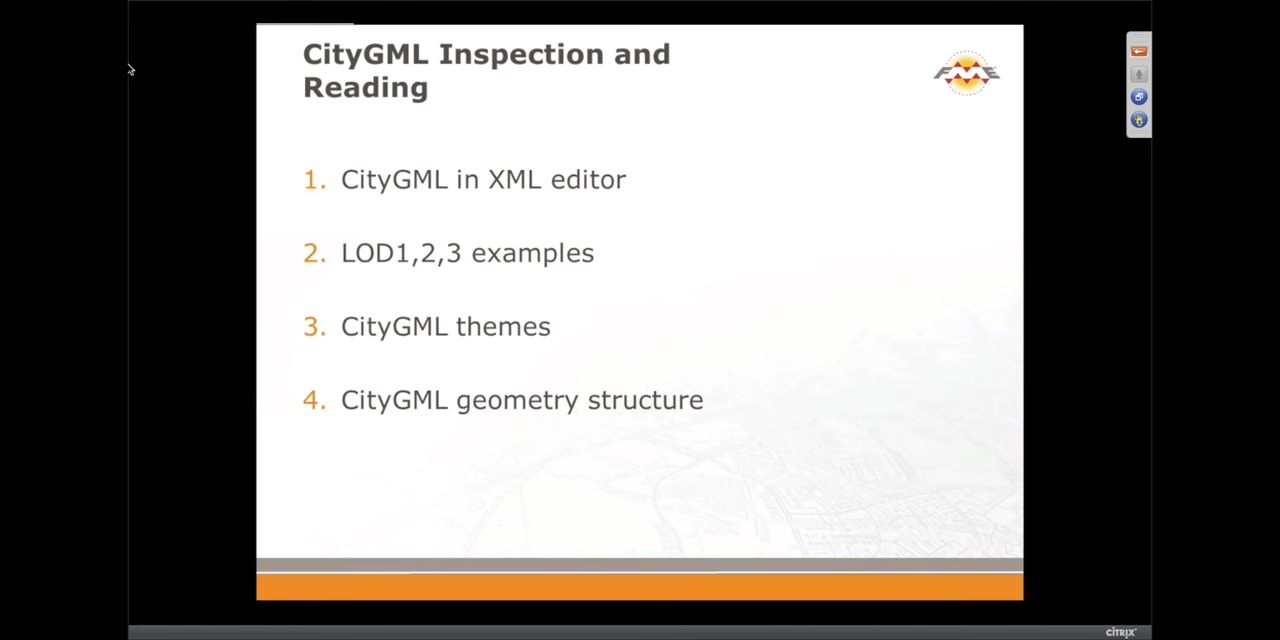 CityGML Inspection and
Reading
FME
1. CityGML in XML editor
2. LOD1,2,3 examples
3. CityGML themes
4. CityGML geometry structure
CITRIX